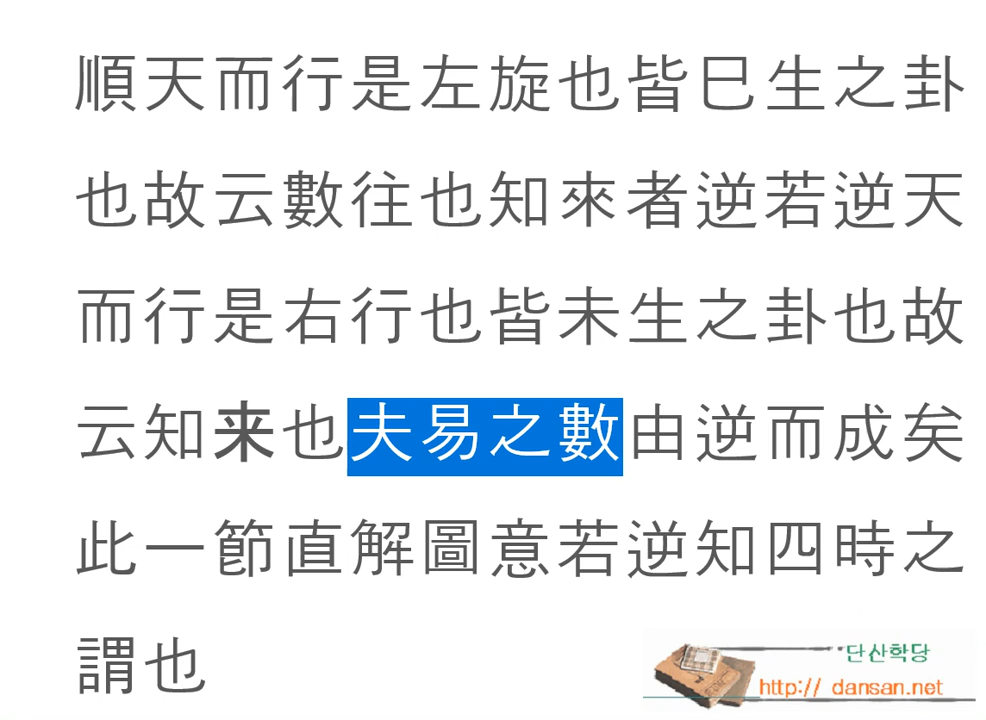 順天而行是左旋也皆巳生之卦
也故云數往也知來者逆若逆天
而行是右行也皆未生之卦也故
云知来也夫易之數由逆而成矣
此一節直解圖意若逆知四時之
謂也
단산학당
http:// dansan.net